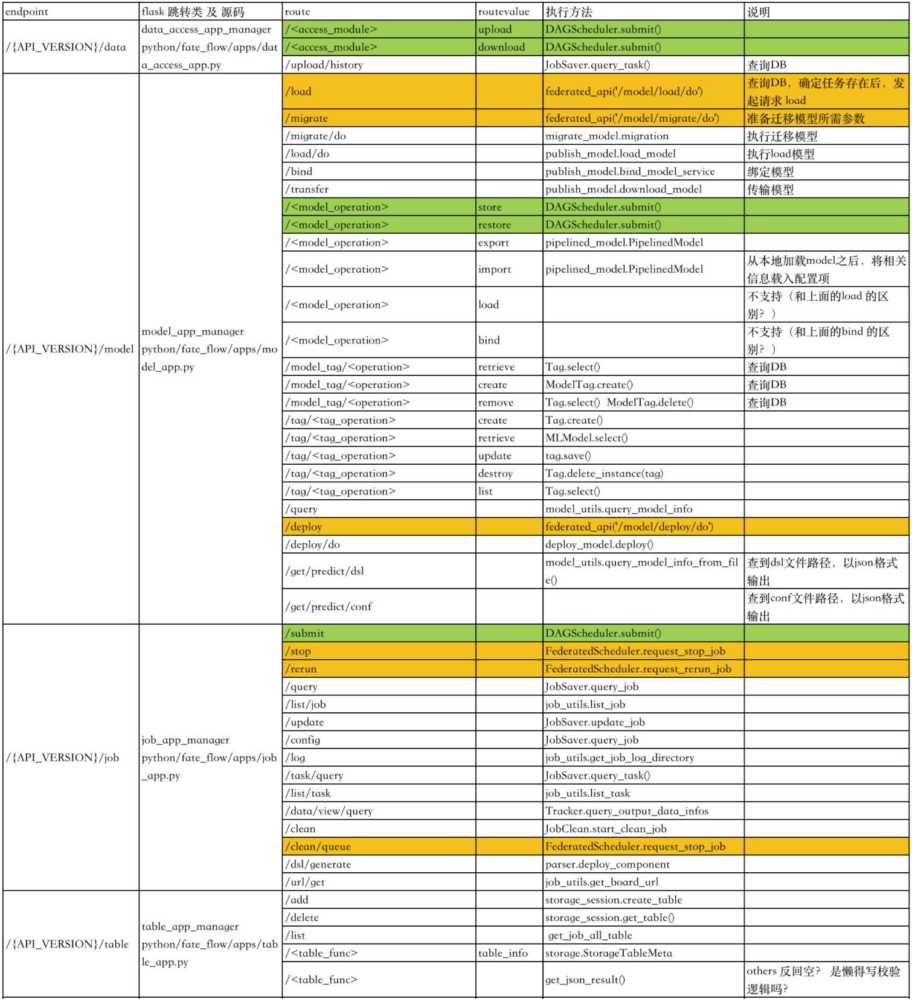 endpoint flask 跳转类 及 源码 route routevalue 执行方法 说明
/{API_VERSION}/data
data_access_app_manager
python/fate_flow/apps/dat
a_access_app.py
/<access_module> upload DAGScheduler.submit()
/<access_module> download DAGScheduler.submit()
/upload/history JobSaver.query_task() 查询DB
/{API_VERSION}/model
model_app_manager
python/fate_flow/apps/mo
del_app.py
/load federated_api('/model/load/do') 查询DB，确定任务存在后，发
起请求 load
/migrate federated_api('/model/migrate/do') 准备迁移模型所需参数
/migrate/do migrate_model.migration 执行迁移模型
/load/do publish_model.load_model 执行load模型
/bind publish_model.bind_model_service 绑定模型
/transfer publish_model.download_model 传输模型
/<model_operation> store DAGScheduler.submit()
/<model_operation> restore DAGScheduler.submit()
/<model_operation> export pipelined_model.PipelinedModel
/<model_operation> import pipelined_model.PipelinedModel 从本地加载model之后，将相关
信息载入配置项
/<model_operation> load 不支持（和上面的load 的区
别？）
/<model_operation> bind 不支持（和上面的bind 的区
别？）
/model_tag/<operation> retrieve Tag.select() 查询DB
/model_tag/<operation> create ModelTag.create() 查询DB
/model_tag/<operation> remove Tag.select() ModelTag.delete() 查询DB
/tag/<tag_operation> create Tag.create()
/tag/<tag_operation> retrieve MLModel.select()
/tag/<tag_operation> update tag.save()
/tag/<tag_operation> destroy Tag.delete_instance(tag)
/tag/<tag_operation> list Tag.select()
/query model_utils.query_model_info
/deploy federated_api('/model/deploy/do')
/deploy/do deploy_model.deploy()
/get/predict/dsl model_utils.query_model_info_from_fil
e()
查到dsl文件路径，以json格式
输出
/get/predict/conf 查到conf文件路径，以json格式
输出
/{API_VERSION}/job
job_app_manager
python/fate_flow/apps/job
_app.py
/submit DAGScheduler.submit()
/stop FederatedScheduler.request_stop_job
/rerun FederatedScheduler.request_rerun_job
/query JobSaver.query_job
/list/job job_utils.list_job
/update JobSaver.update_job
/config JobSaver.query_job
/log job_utils.get_job_log_directory
/task/query JobSaver.query_task()
/list/task job_utils.list_task
/data/view/query Tracker.query_output_data_infos
/clean JobClean.start_clean_job
/clean/queue FederatedScheduler.request_stop_job
/dsl/generate parser.deploy_component
/url/get job_utils.get_board_url
/{API_VERSION}/table
table_app_manager
python/fate_flow/apps/tab
le_app.py
/add storage_session.create_table
/delete storage_session.get_table()
/list get_job_all_table
/<table_func> table_info storage.StorageTableMeta
/<table_func> get_json_result() others 反回空？ 是懒得写校验
逻辑吗？